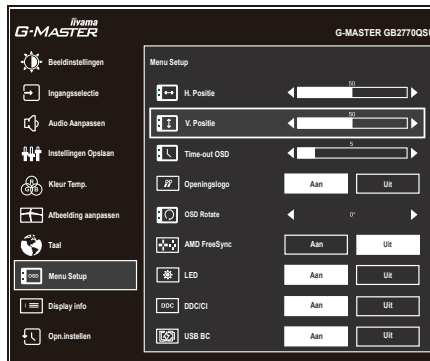 iiyama
G-MASTER
G-MASTER GB2770QSU
Beeldinstellingen
Ingangsselectie
Audio Aanpassen
Instellingen Opslaan
Kleur Temp.
R
G B
Afbeelding aanpassen
Taal
OSD
Menu Setup
Display info
Opn.instellen
Menu Setup
H. Positie
50
V. Positie
50
Time-out OSD
5
Openingslogo
Aan
Uit
OSD Rotate
0°
AMD FreeSync
Aan
Uit
LED
Aan
Uit
DDC
DDC/CI
Aan
Uit
USB BC
Aan
Uit